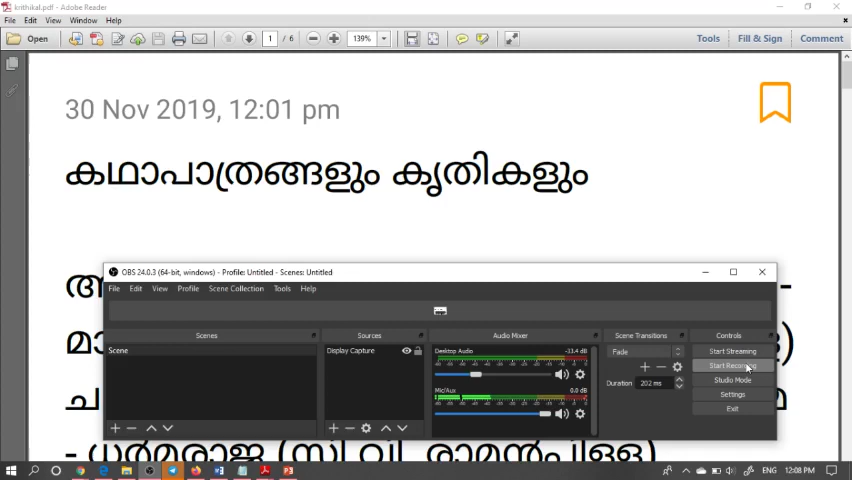 krithikal.pdf - Adobe Reader
File Edit View Window Help
Open 1 / 6 139% Tools Fill & Sign Comment
30 Nov 2019, 12:01 pm
കഥാപാത്രങ്ങളും കൃതികളും
OBS 24.0.3 (64-bit, windows) - Profile: Untitled - Scenes: Untitled
File Edit View Profile Scene Collection Tools Help
Scenes Sources Audio Mixer Scene Transitions Controls
Scene Display Capture Desktop Audio -33.4 dB Fade Start Streaming
Start Recording
Mic/Aux 0.0 dB Duration 202 ms Studio Mode
Settings
Exit
- ധർമരാജ (സി.വി. രാമൻപിള്ള)
ENG 12:08 PM